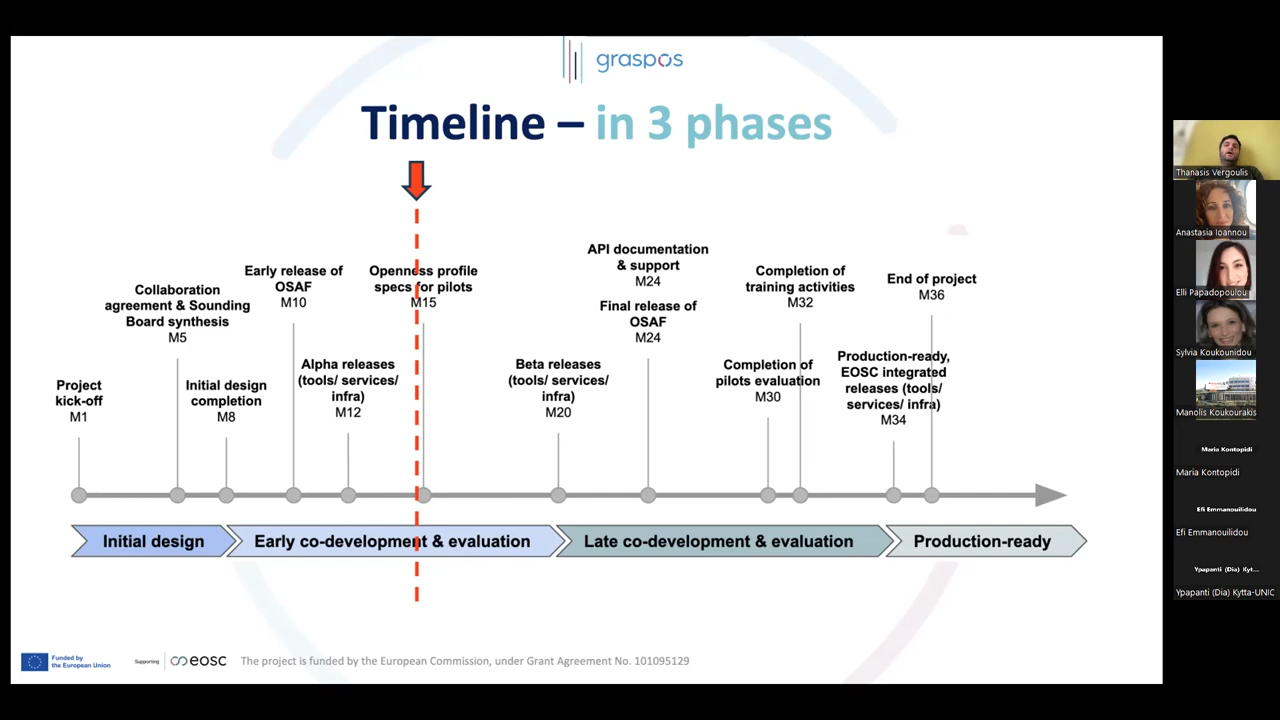 graspos
Timeline – in 3 phases
Project
kick-off
M1
Collaboration
agreement & Sounding
Board synthesis
M5
Initial design
completion
M8
Early release of
OSAF
M10
Alpha releases
(tools/ services/
infra)
M12
Openness profile
specs for pilots
M15
Beta releases
(tools/ services/
infra)
M20
API documentation
& support
M24
Final release of
OSAF
M24
Completion of
pilots evaluation
M30
Completion of
training activities
M32
Production-ready,
EOSC integrated
releases (tools/
services/ infra)
M34
End of project
M36
Initial design
Early co-development & evaluation
Late co-development & evaluation
Production-ready
Funded by
the European Union
Supporting
eosc
The project is funded by the European Commission, under Grant Agreement No. 101095129
Thanasis Vergoulis
Anastasia Ioannou
Elli Papadopoulou
Sylvia Koukounidou
Manolis Koukourakis
Maria Kontopidi
Maria Kontopidi
Efi Emmanouilidou
Efi Emmanouilidou
Ypapanti (Dia) Kyt...
Ypapanti (Dia) Kytta-UNIC